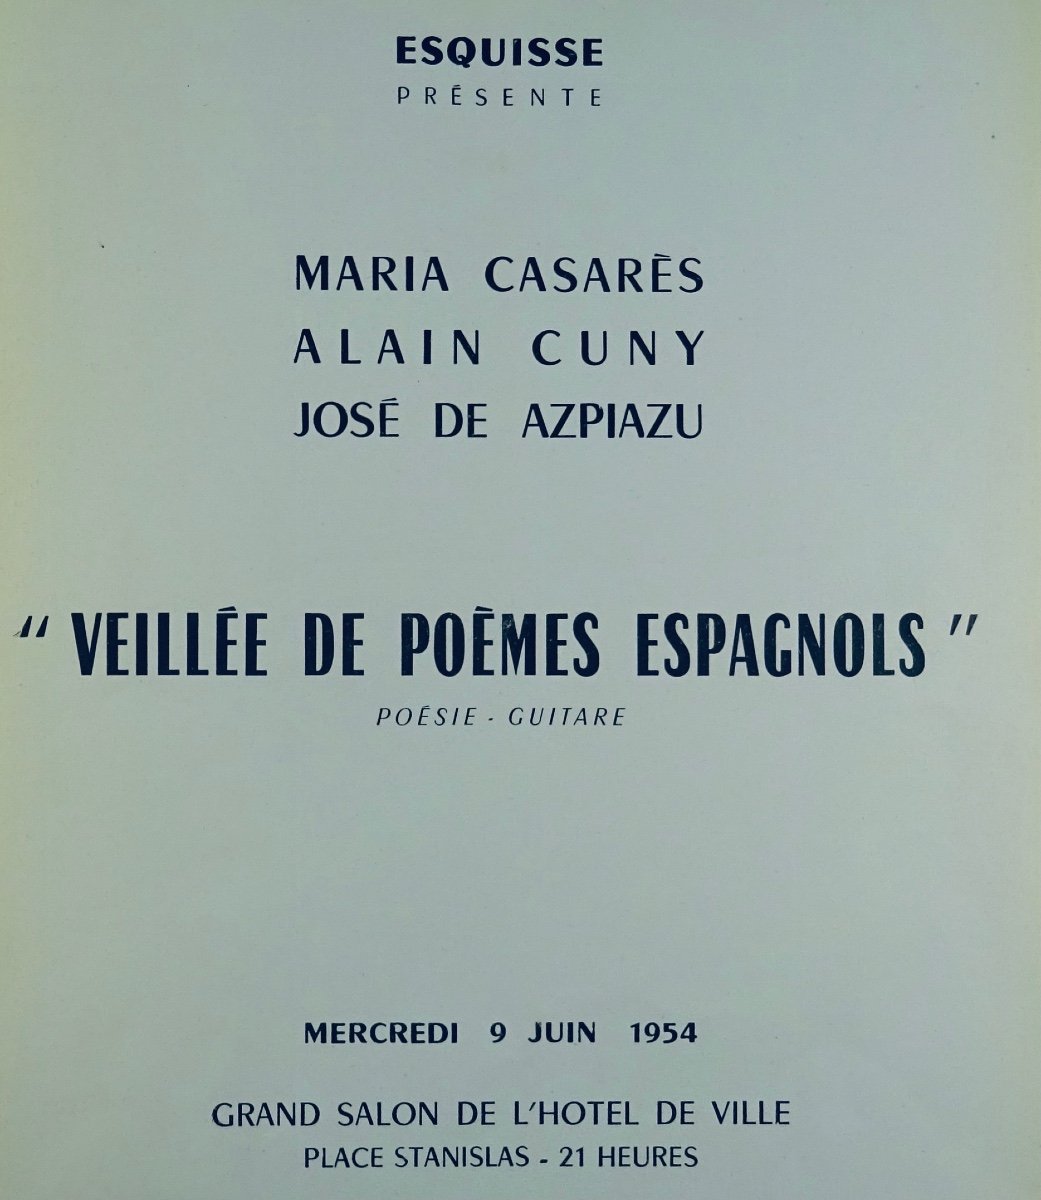 ESQUISSE
PRÉSENTE
MARIA CASARÈS
ALAIN CUNY
JOSÉ DE AZPIAZU
“ VEILLÉE DE POÈMES ESPAGNOLS ”
POÉSIE - GUITARE
MERCREDI 9 JUIN 1954
GRAND SALON DE L'HOTEL DE VILLE
PLACE STANISLAS - 21 HEURES